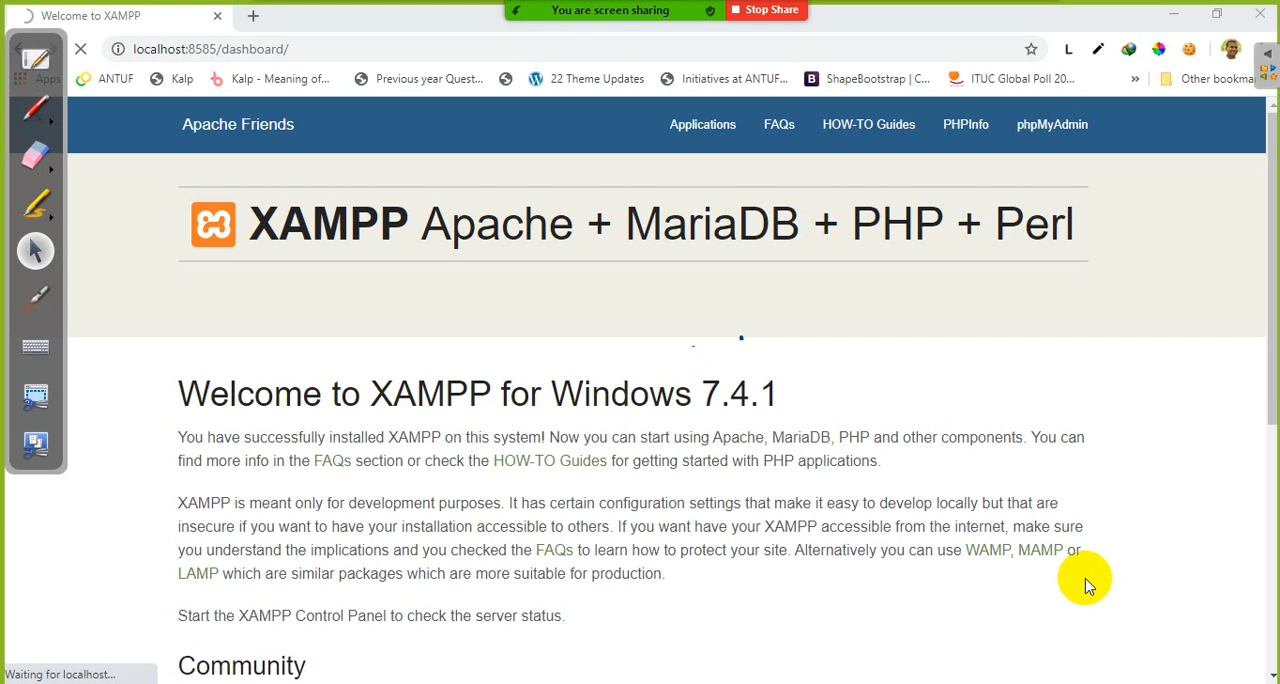 Welcome to XAMPP
You are screen sharing
Stop Share
localhost:8585/dashboard/
L
Apps
ANTUF
Kalp
Kalp - Meaning of...
Previous year Quest...
22 Theme Updates
Initiatives at ANTUF...
B
ShapeBootstrap | C...
ITUC Global Poll 20...
»
Other bookma
Apache Friends
Applications
FAQs
HOW-TO Guides
PHPInfo
phpMyAdmin
XAMPP Apache + MariaDB + PHP + Perl
Welcome to XAMPP for Windows 7.4.1
You have successfully installed XAMPP on this system! Now you can start using Apache, MariaDB, PHP and other components. You can
find more info in the FAQs section or check the HOW-TO Guides for getting started with PHP applications.
XAMPP is meant only for development purposes. It has certain configuration settings that make it easy to develop locally but that are
insecure if you want to have your installation accessible to others. If you want have your XAMPP accessible from the internet, make sure
you understand the implications and you checked the FAQs to learn how to protect your site. Alternatively you can use WAMP, MAMP or
LAMP which are similar packages which are more suitable for production.
Start the XAMPP Control Panel to check the server status.
Community
Waiting for localhost...